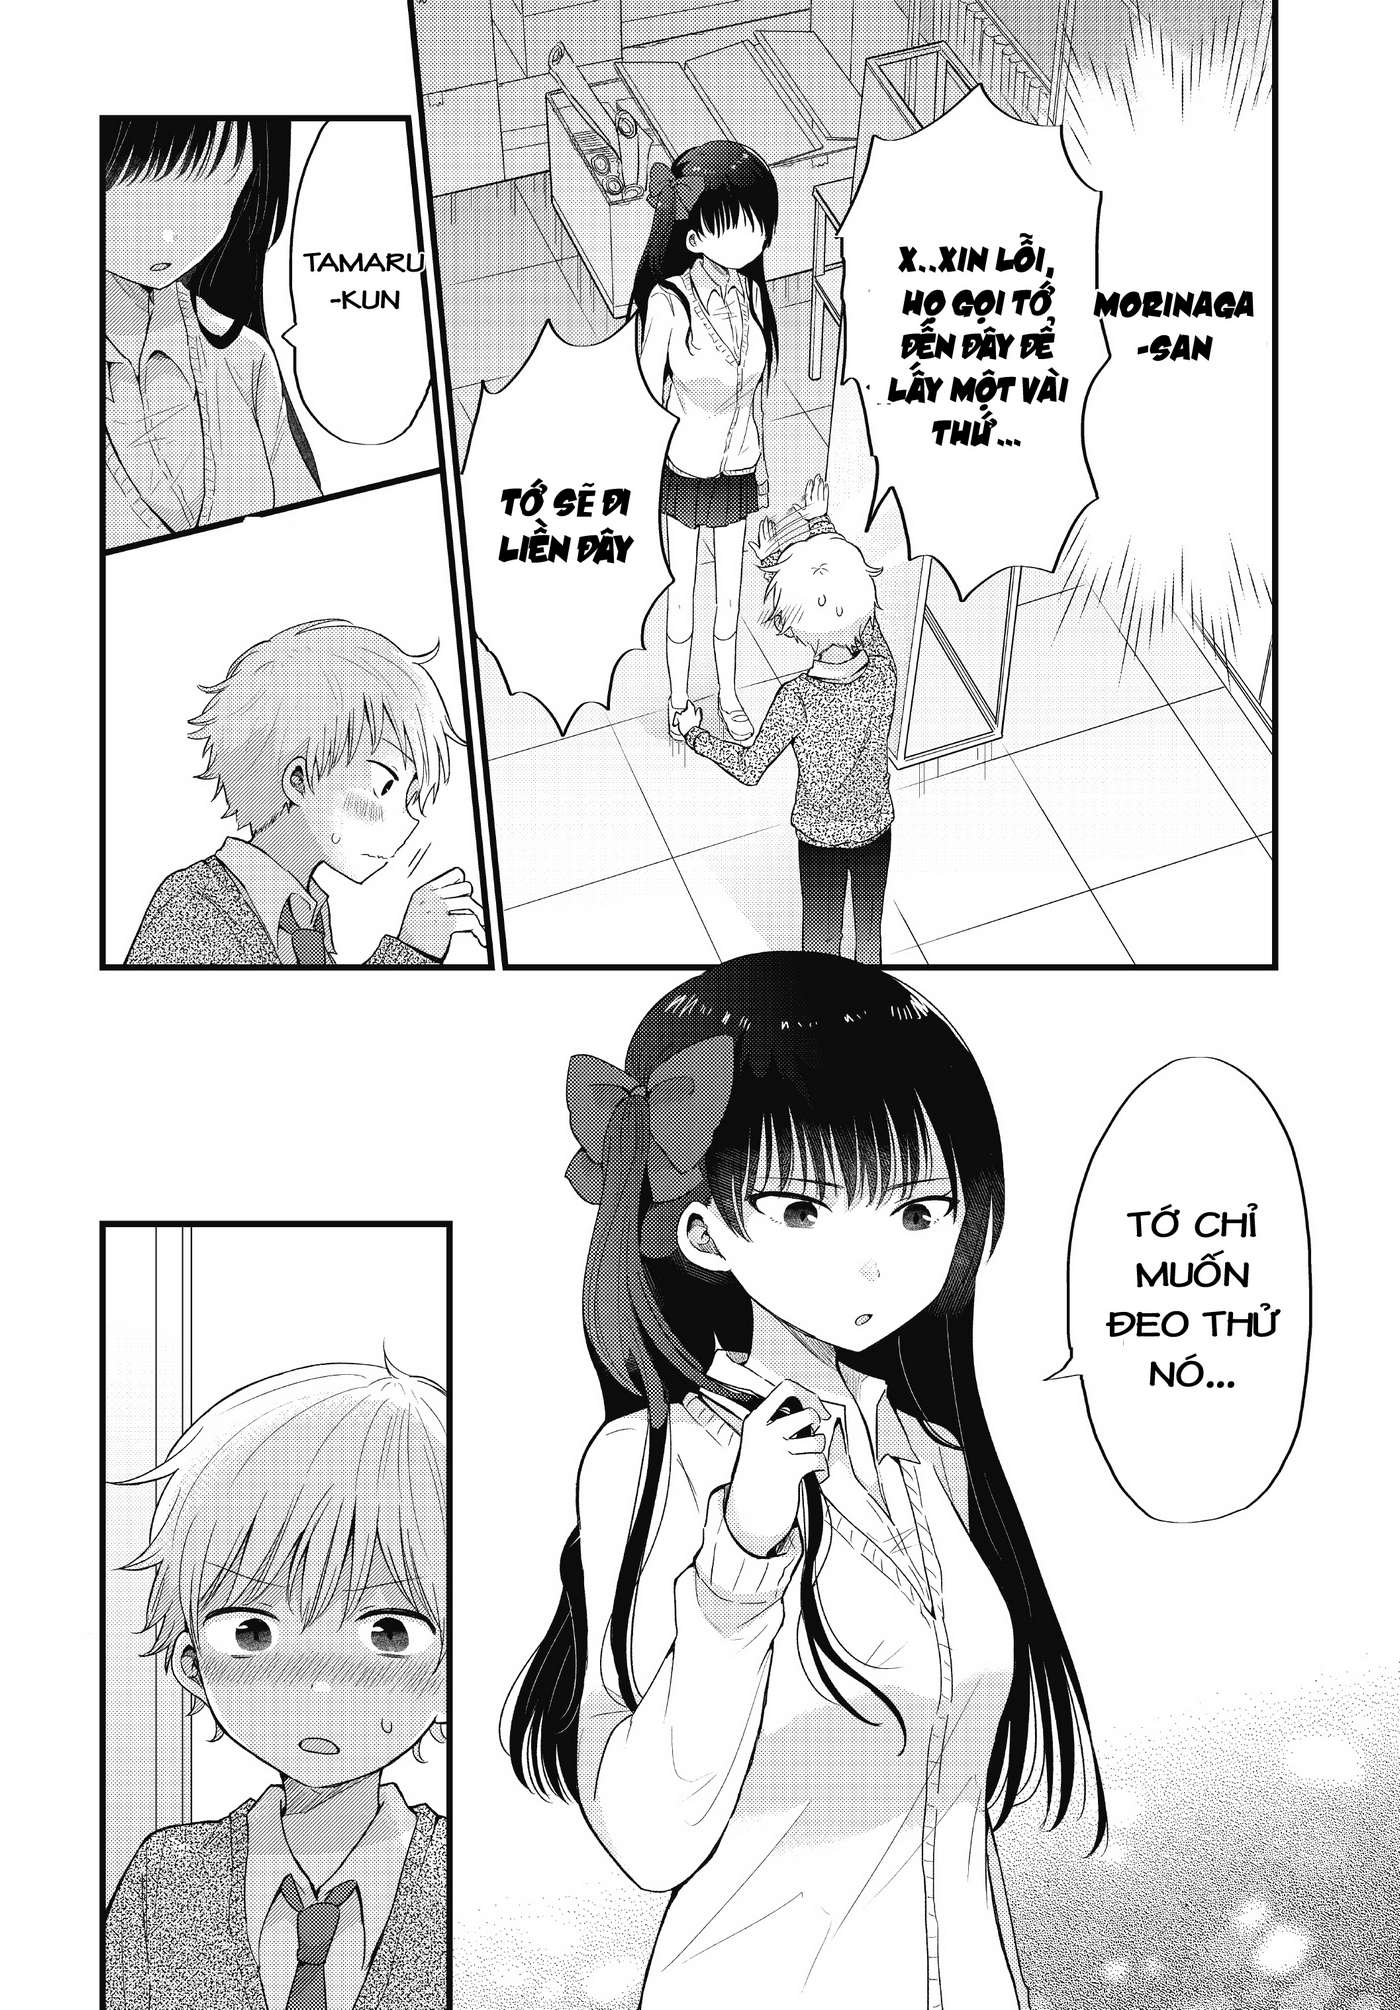 MORINAGA
-SAN
X..XIN LỖI,
HỌ GỌI TỚ
ĐẾN ĐÂY ĐỂ
LẤY MỘT VÀI
THỨ...
TỚ SẼ ĐI
LIỀN ĐÂY
TAMARU
-KUN
TỚ CHỈ
MUỐN
ĐEO THỬ
NÓ...